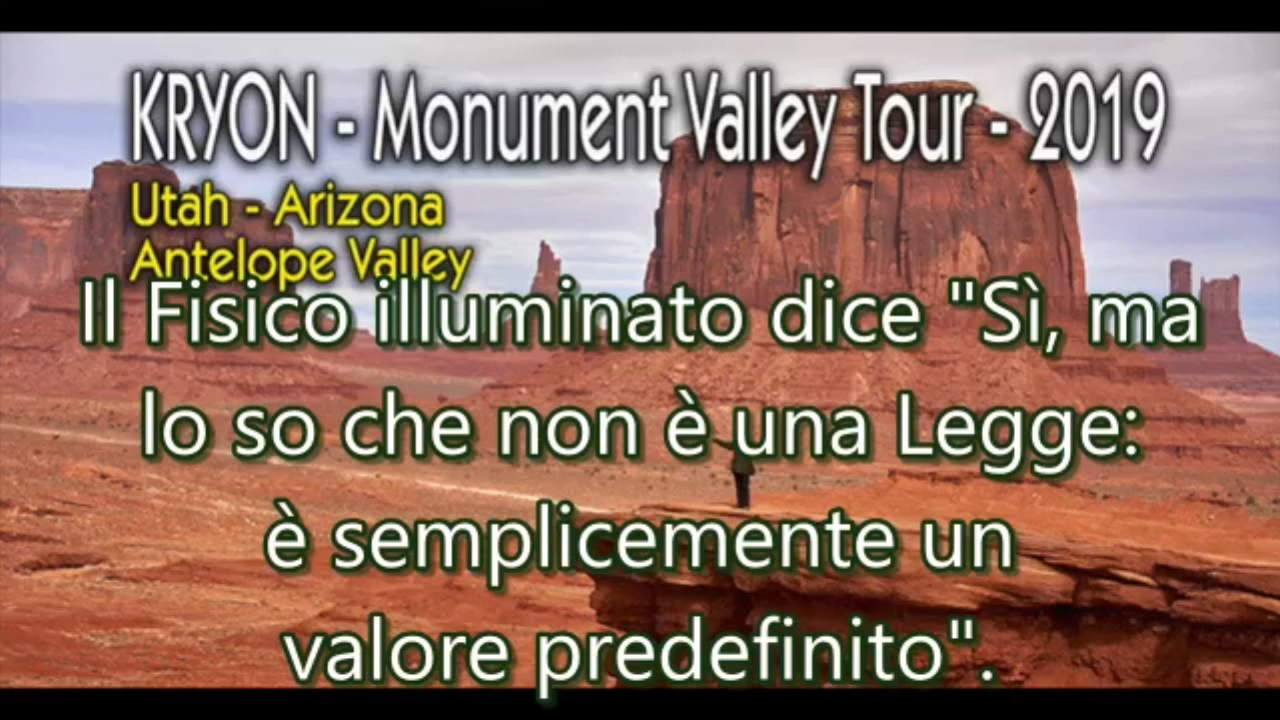 KRYON - Monument Valley Tour - 2019
Utah - Arizona
Antelope Valley
Il Fisico illuminato dice "Sì, ma
lo so che non è una Legge:
è semplicemente un
valore predefinito".